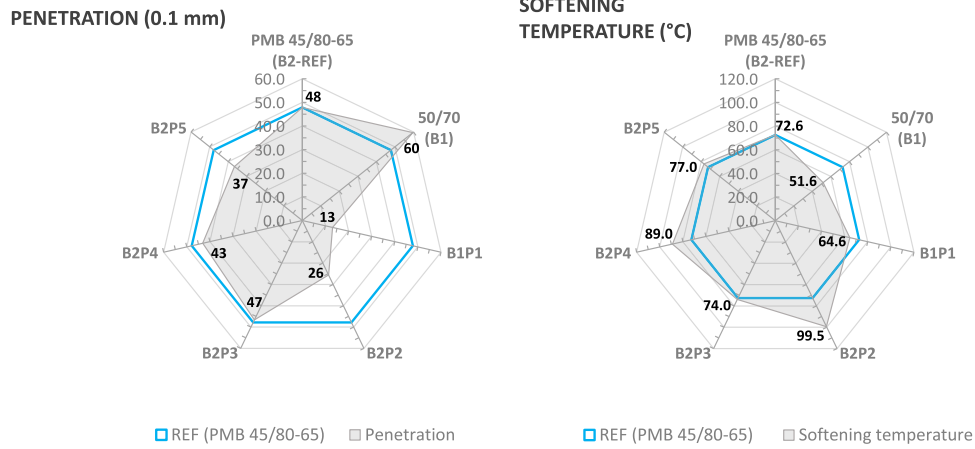 PENETRATION (0.1 mm)
PMB 45/80-65
(B2-REF)
60.0
50.0
40.0
30.0
20.0
10.0
0.0
48
50/70
(B1)
60
13
B1P1
26
B2P2
47
B2P3
43
B2P4
37
B2P5
REF (PMB 45/80-65)
Penetration
SOFTENING
TEMPERATURE (°C)
PMB 45/80-65
(B2-REF)
120.0
100.0
80.0
60.0
40.0
20.0
0.0
72.6
50/70
(B1)
51.6
64.6
B1P1
99.5
B2P2
74.0
B2P3
89.0
B2P4
77.0
B2P5
REF (PMB 45/80-65)
Softening temperature